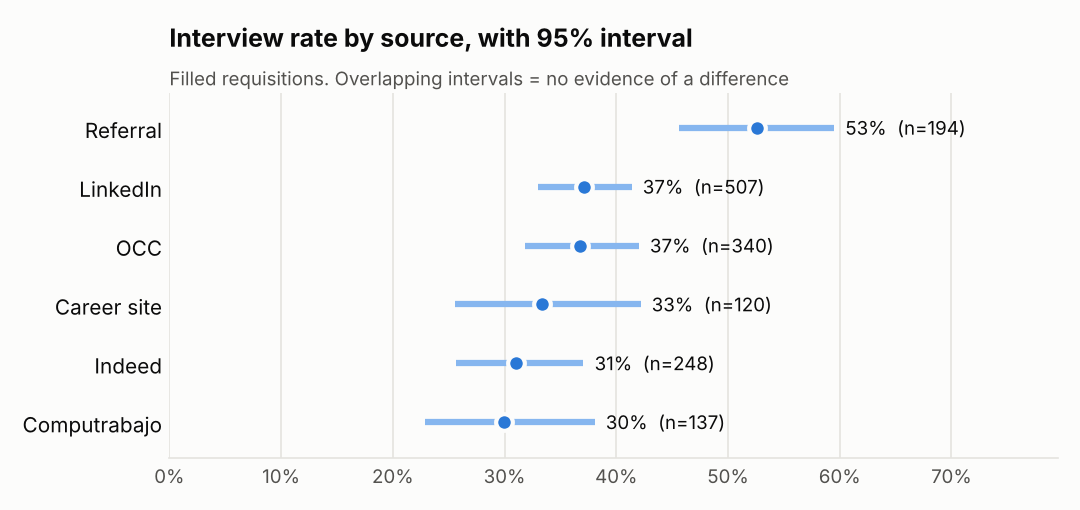 Interview rate by source, with 95% interval
Filled requisitions. Overlapping intervals = no evidence of a difference
Referral 53% (n=194)
LinkedIn 37% (n=507)
OCC 37% (n=340)
Career site 33% (n=120)
Indeed 31% (n=248)
Computrabajo 30% (n=137)
0% 10% 20% 30% 40% 50% 60% 70%